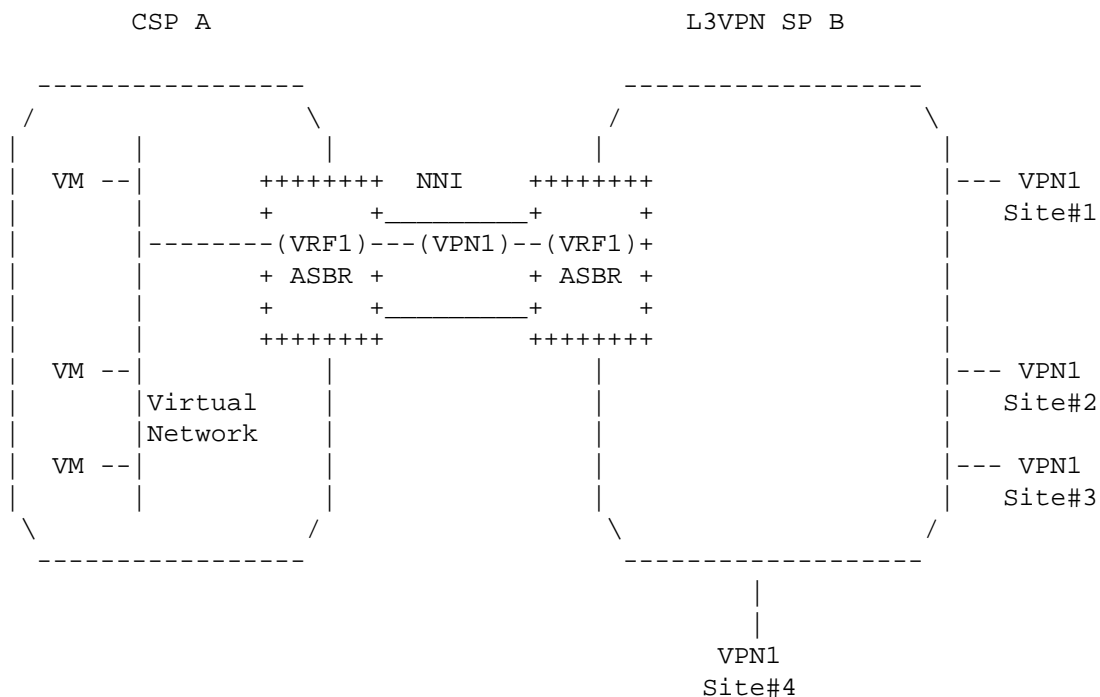 CSP A L3VPN SP B
VM -- NNI --- VPN1
Site#1
(VRF1)---(VPN1)--(VRF1)
ASBR ASBR
VM -- --- VPN1
Virtual Site#2
Network
VM -- --- VPN1
Site#3
VPN1
Site#4